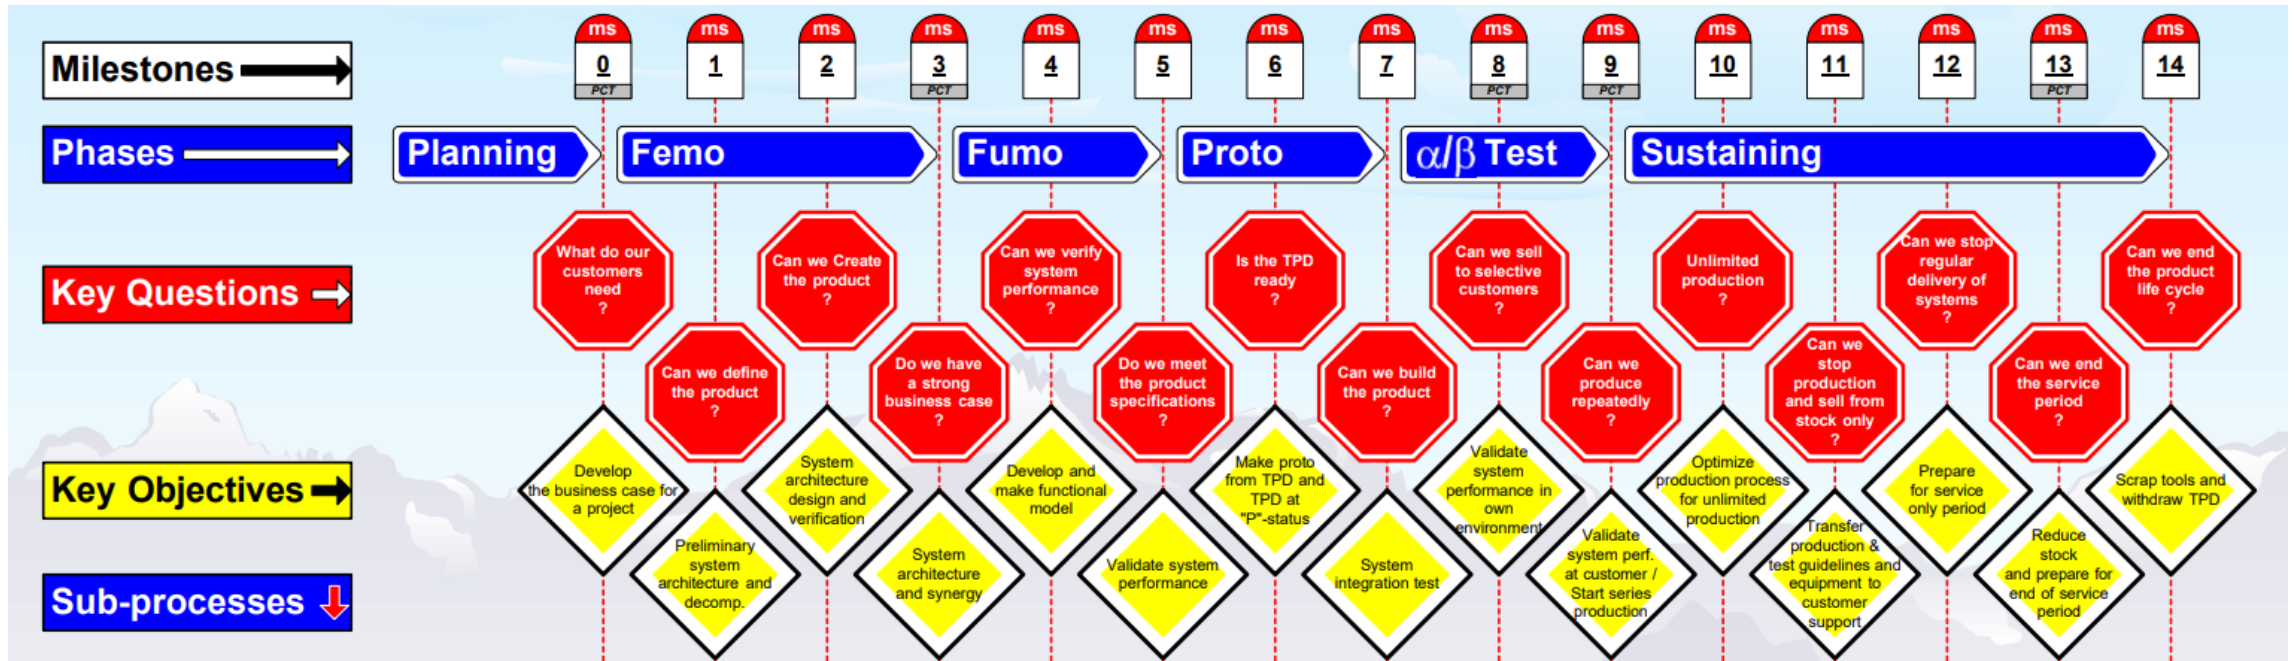 ms ms ms ms ms ms ms ms ms ms ms ms ms ms ms
Milestones
0 1 2 3 4 5 6 7 8 9 10 11 12 13 14
PCT PCT PCT PCT PCT
Phases
Planning Femo Fumo Proto α/β Test Sustaining
Key Questions
What do our
customers
need
?
Can we define
the product
?
Can we Create
the product
?
Do we have
a strong
business case
?
Can we verify
system
performance
?
Do we meet
the product
specifications
?
Is the TPD
ready
?
Can we build
the product
?
Can we sell
to selective
customers
?
Can we
produce
repeatedly
?
Unlimited
production
?
Can we
stop
production
and sell from
stock only
?
Can we stop
regular
delivery of
systems
?
Can we end
the service
period
?
Can we end
the product
life cycle
?
Key Objectives
Develop
the business case for
a project
Preliminary
system
architecture and
decomp.
System
architecture
design and
verification
System
architecture
and synergy
Develop and
make functional
model
Validate system
performance
Make proto
from TPD and
TPD at
"P"-status
System
integration test
Validate
system
performance in
own
environment
Validate
system perf.
at customer /
Start series
production
Optimize
production process
for unlimited
production
Transfer
production &
test guidelines and
equipment to
customer
support
Prepare
for service
only period
Reduce
stock
and prepare for
end of service
period
Scrap tools and
withdraw TPD
Sub-processes